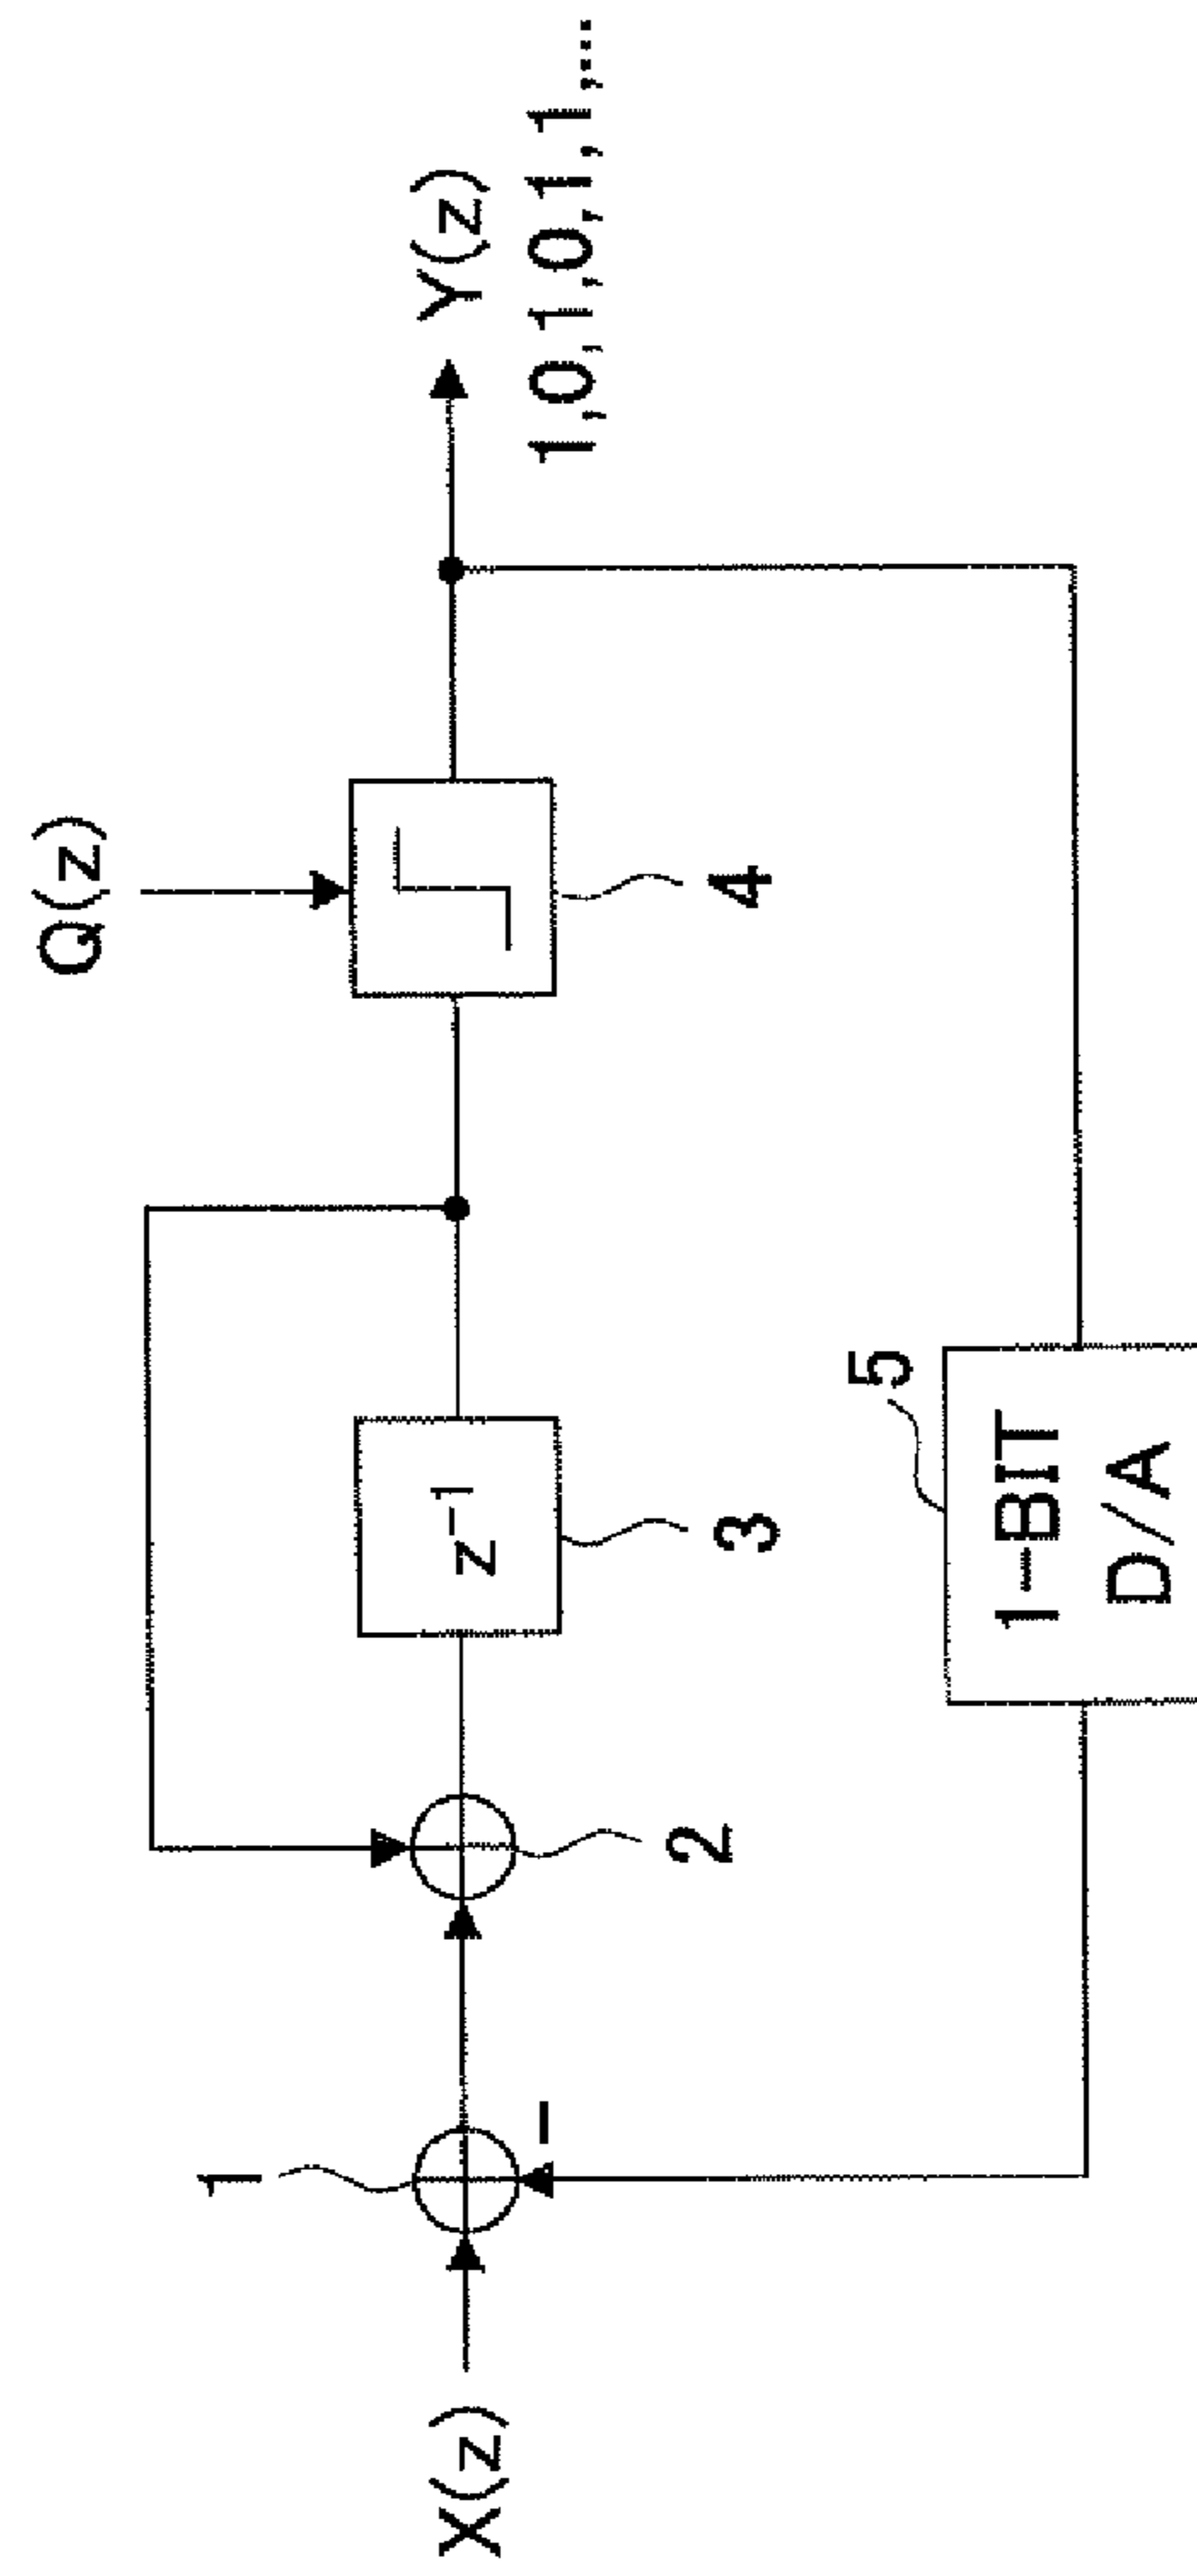 Q(z)
X(z)
1
2
z⁻¹
3
4
Y(z)
1,0,1,0,1,1,....
5
1-BIT
D/A